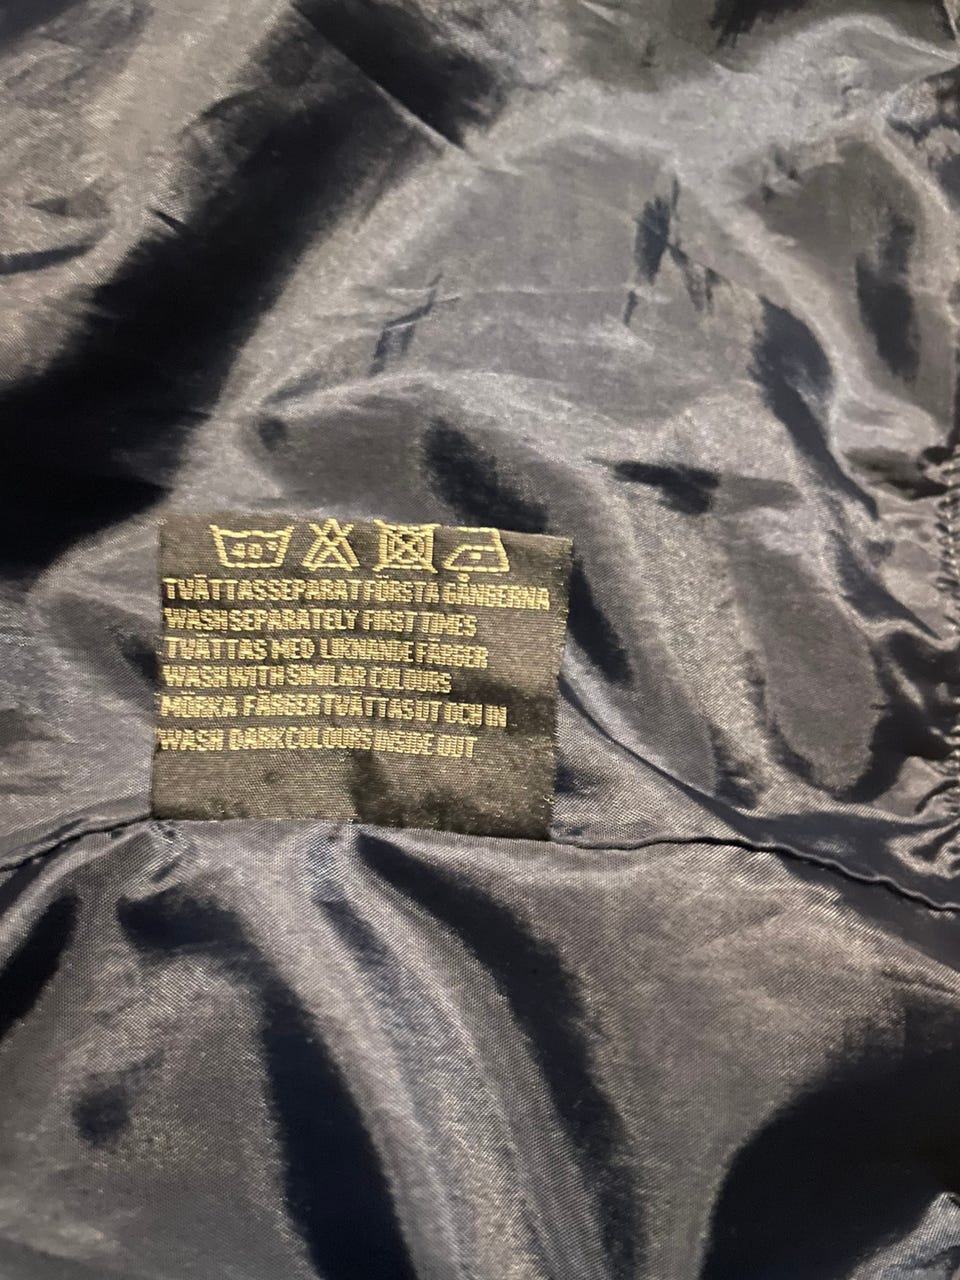 40°
TVÄTTAS SEPARAT FÖRSTA GÅNGERNA
WASH SEPARATELY FIRST TIMES
TVÄTTAS MED LIKNANDE FÄRGER
WASH WITH SIMILAR COLOURS
MÖRKA FÄRGER TVÄTTAS UT OCH IN
WASH DARK COLOURS INSIDE OUT